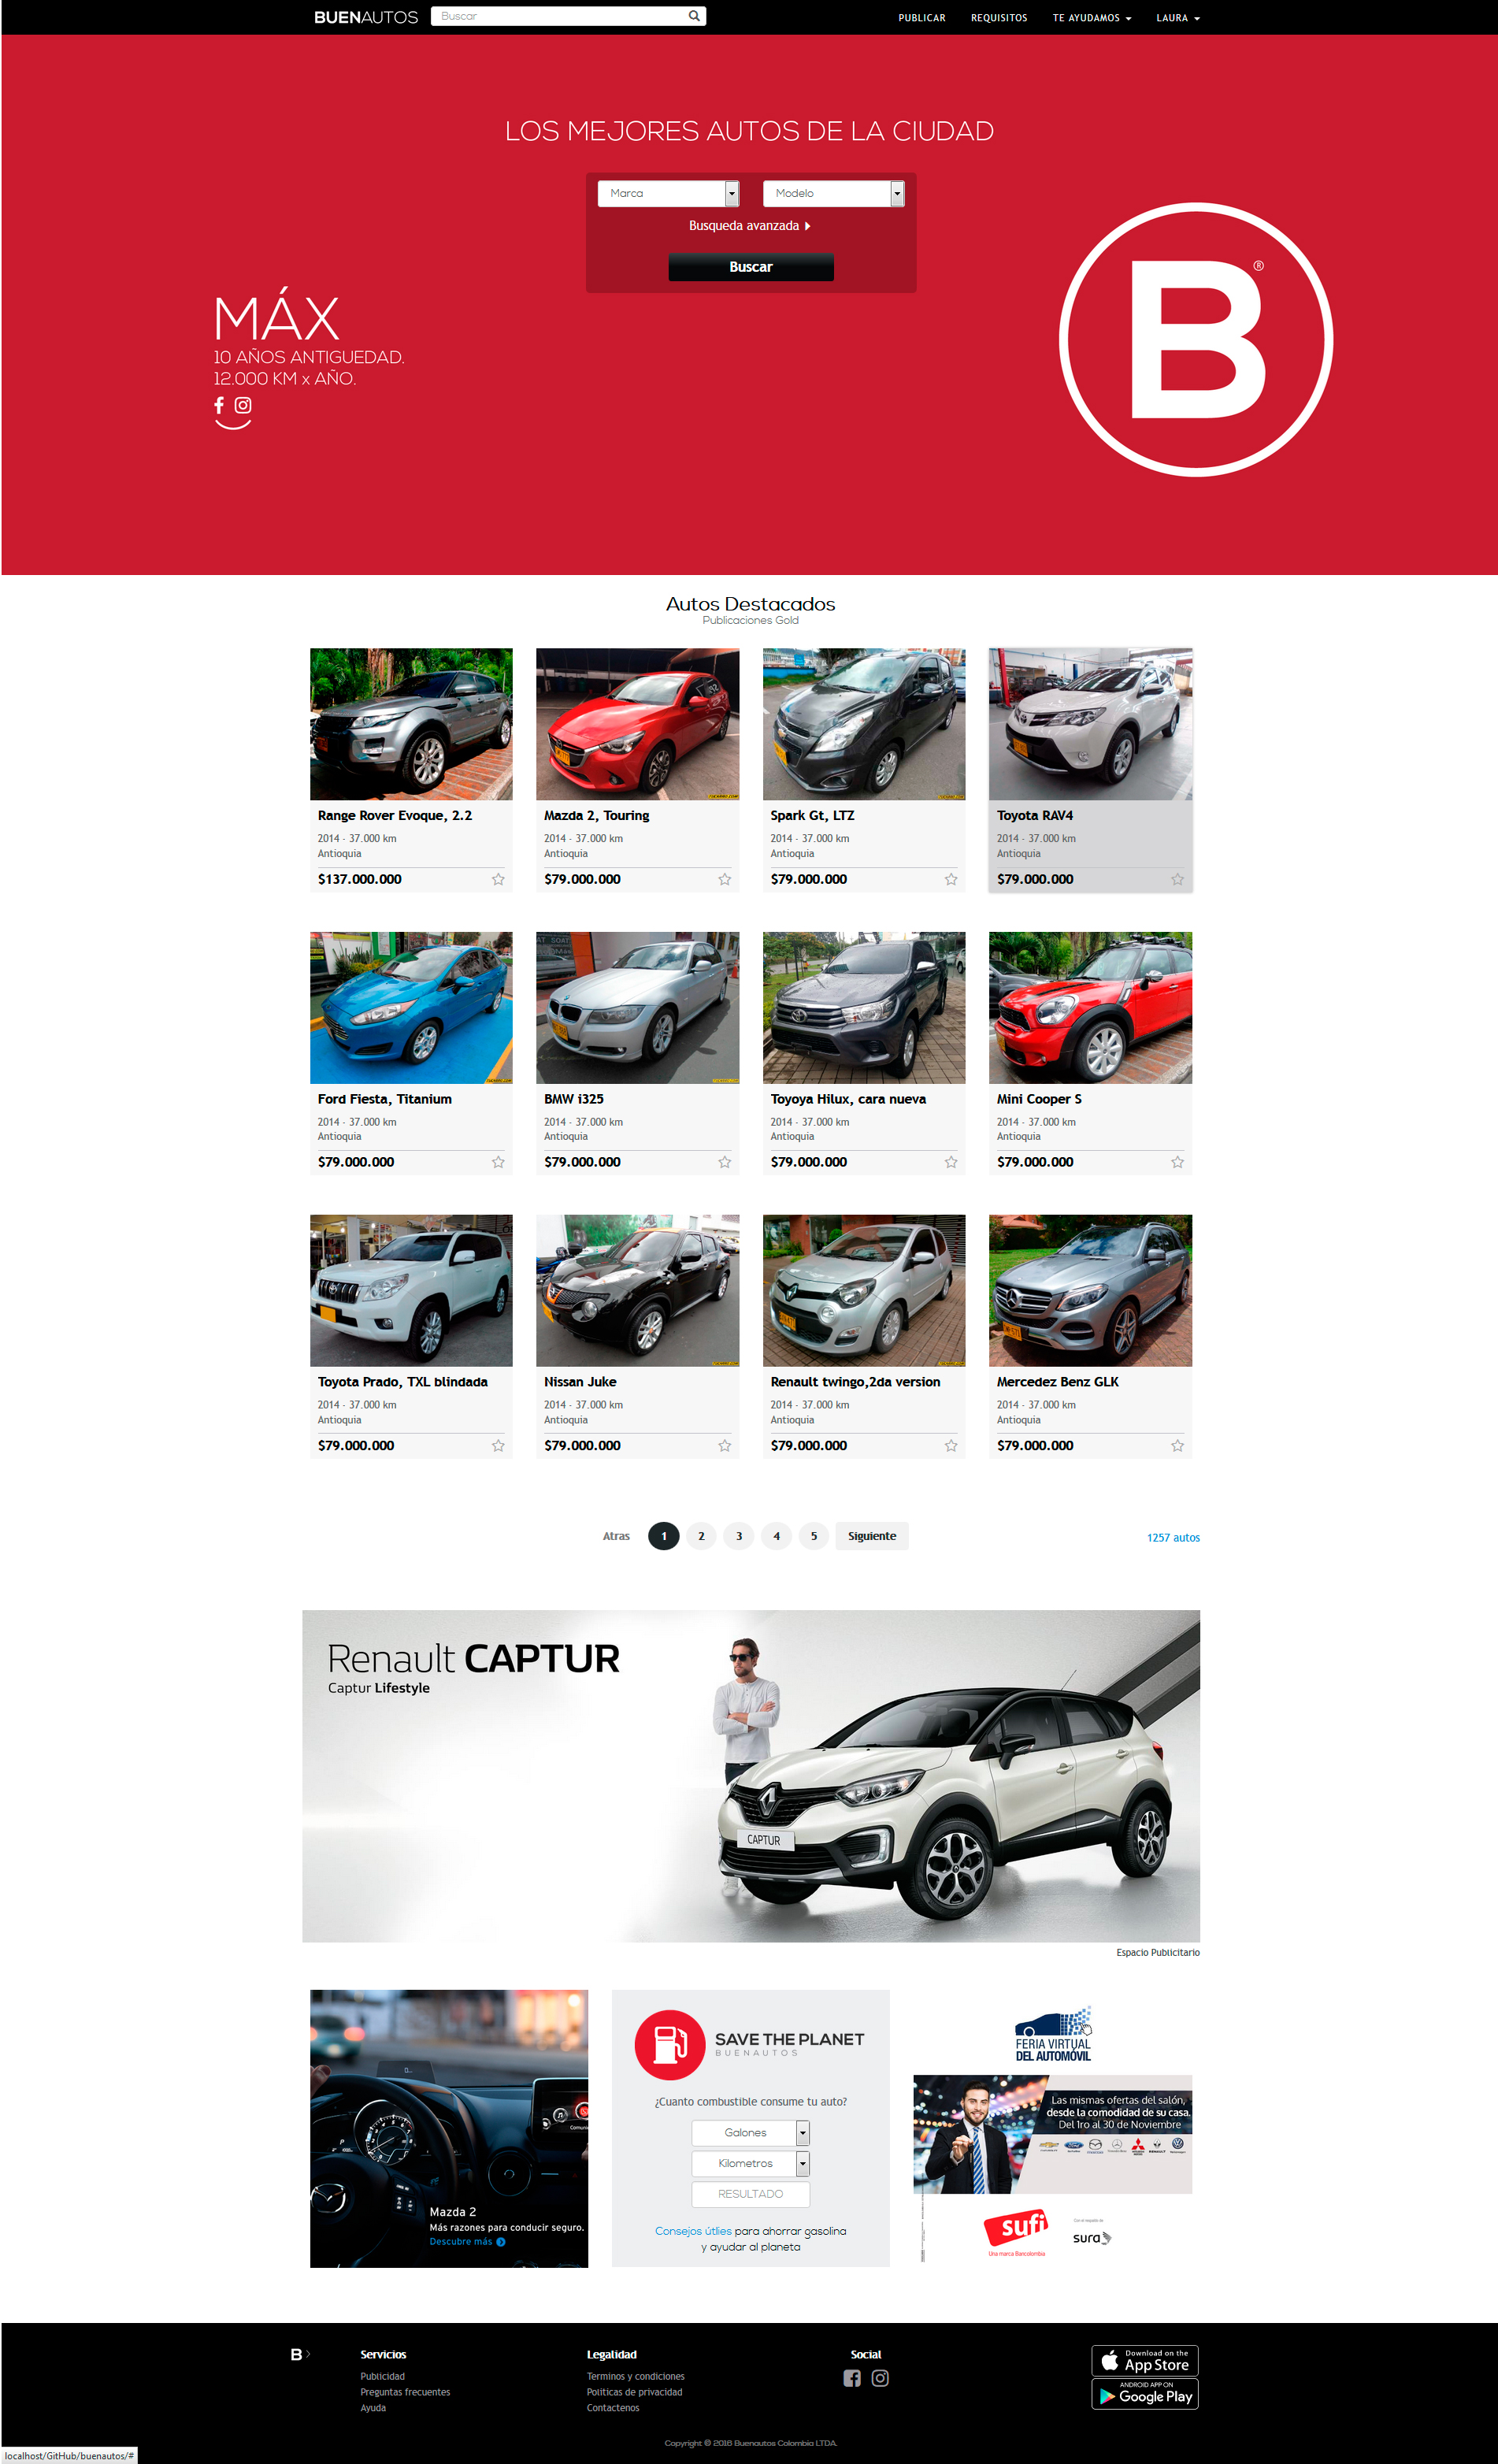 BUENAUTOS
Buscar
PUBLICAR
REQUISITOS
TE AYUDAMOS
LAURA
LOS MEJORES AUTOS DE LA CIUDAD
Marca
Modelo
Busqueda avanzada
Buscar
MÁX
10 AÑOS ANTIGUEDAD.
12.000 KM x AÑO.
B®
Autos Destacados
Publicaciones Gold
Range Rover Evoque, 2.2
2014 - 37.000 km
Antioquia
$137.000.000
Mazda 2, Touring
2014 - 37.000 km
Antioquia
$79.000.000
Spark Gt, LTZ
2014 - 37.000 km
Antioquia
$79.000.000
Toyota RAV4
2014 - 37.000 km
Antioquia
$79.000.000
Ford Fiesta, Titanium
2014 - 37.000 km
Antioquia
$79.000.000
BMW i325
2014 - 37.000 km
Antioquia
$79.000.000
Toyoya Hilux, cara nueva
2014 - 37.000 km
Antioquia
$79.000.000
Mini Cooper S
2014 - 37.000 km
Antioquia
$79.000.000
Toyota Prado, TXL blindada
2014 - 37.000 km
Antioquia
$79.000.000
Nissan Juke
2014 - 37.000 km
Antioquia
$79.000.000
Renault twingo,2da version
2014 - 37.000 km
Antioquia
$79.000.000
Mercedez Benz GLK
2014 - 37.000 km
Antioquia
$79.000.000
Atras
1
2
3
4
5
Siguiente
1257 autos
Renault CAPTUR
Captur Lifestyle
CAPTUR
Espacio Publicitario
Mazda 2
Más razones para conducir seguro.
Descubre más
SAVE THE PLANET
BUENAUTOS
¿Cuanto combustible consume tu auto?
Galones
Kilometros
RESULTADO
Consejos útlies para ahorrar gasolina
y ayudar al planeta
FERIA VIRTUAL
DEL AUTOMÓVIL
Las mismas ofertas del salón,
desde la comodidad de su casa.
Del 1ro al 30 de Noviembre
sufi
Una marca Bancolombia
Con el respaldo de
sura
B
Servicios
Publicidad
Preguntas frecuentes
Ayuda
Legalidad
Terminos y condiciones
Politicas de privacidad
Contactenos
Social
Download on the
App Store
ANDROID APP ON
Google Play
Copyright © 2016 Buenautos Colombia LTDA.
localhost/GitHub/buenautos/#